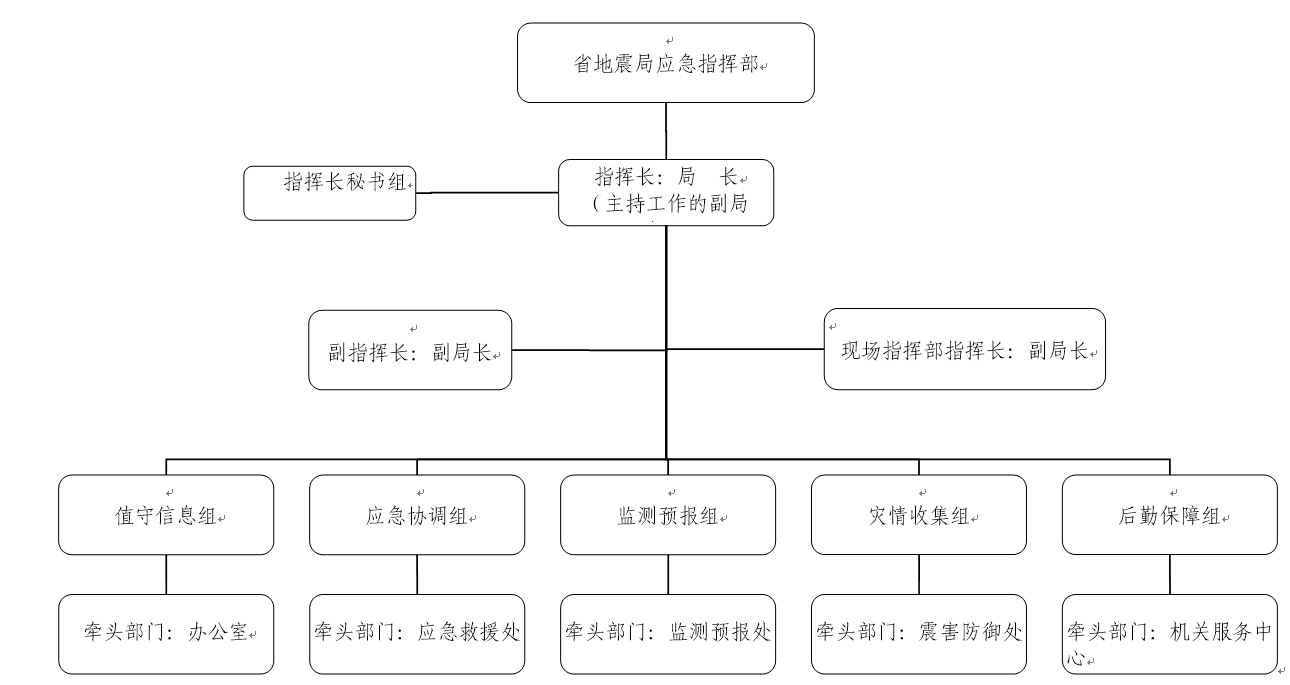 省地震局应急指挥部
指挥长秘书组
指挥长：局　长
（主持工作的副局
副指挥长：副局长
现场指挥部指挥长：副局长
值守信息组
应急协调组
监测预报组
灾情收集组
后勤保障组
牵头部门：办公室
牵头部门：应急救援处
牵头部门：监测预报处
牵头部门：震害防御处
牵头部门：机关服务中
心